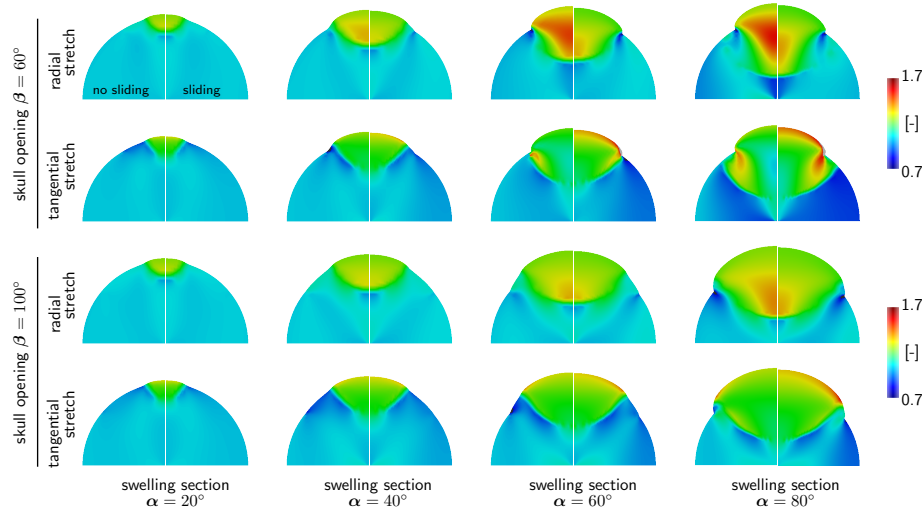 skull opening β = 60°
radial
stretch
no sliding
sliding
tangential
stretch
1.7
[-]
0.7
skull opening β = 100°
radial
stretch
tangential
stretch
1.7
[-]
0.7
swelling section
α = 20°
swelling section
α = 40°
swelling section
α = 60°
swelling section
α = 80°